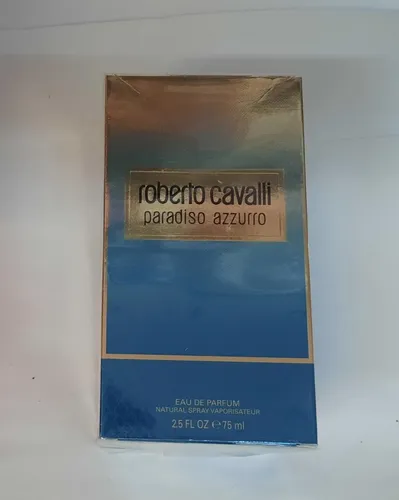 roberto cavalli
paradiso azzurro
EAU DE PARFUM
NATURAL SPRAY VAPORISATEUR
2.5 FL OZ ℮ 75 ml